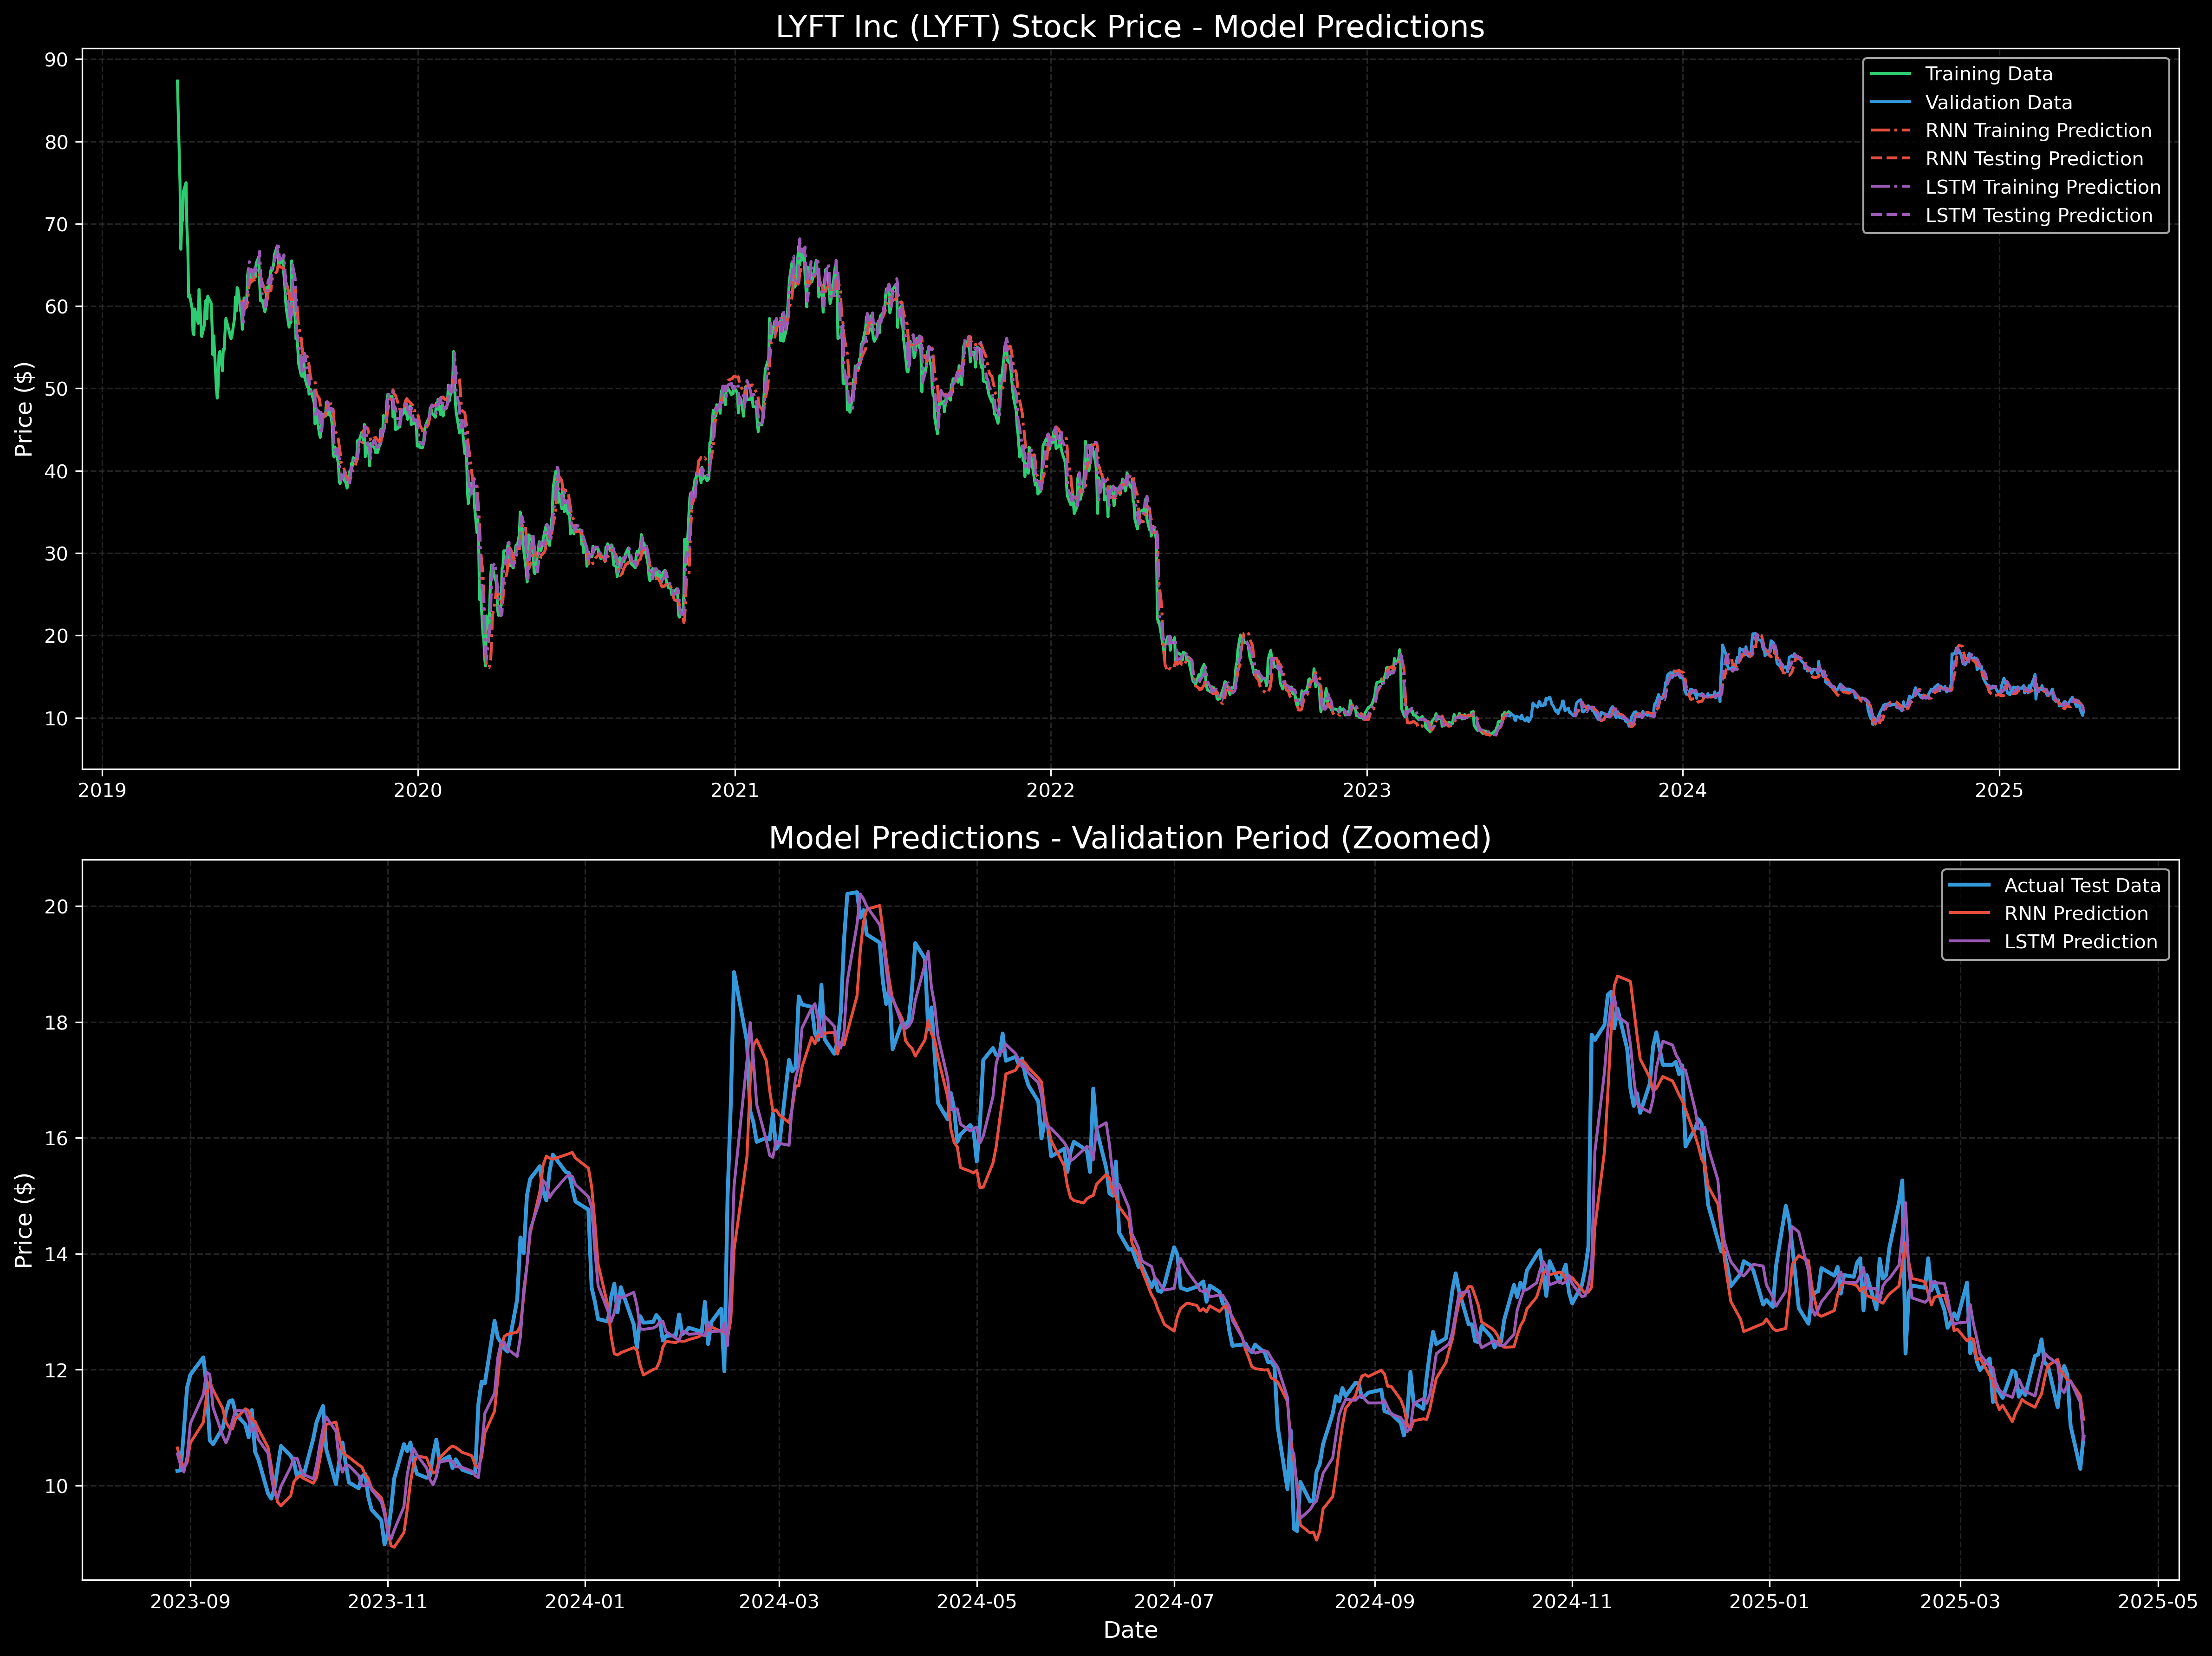 LYFT Inc (LYFT) Stock Price - Model Predictions
Price ($)
90
80
70
60
50
40
30
20
10
2019
2020
2021
2022
2023
2024
2025
Training Data
Validation Data
RNN Training Prediction
RNN Testing Prediction
LSTM Training Prediction
LSTM Testing Prediction
Model Predictions - Validation Period (Zoomed)
Price ($)
20
18
16
14
12
10
2023-09
2023-11
2024-01
2024-03
2024-05
2024-07
2024-09
2024-11
2025-01
2025-03
2025-05
Date
Actual Test Data
RNN Prediction
LSTM Prediction